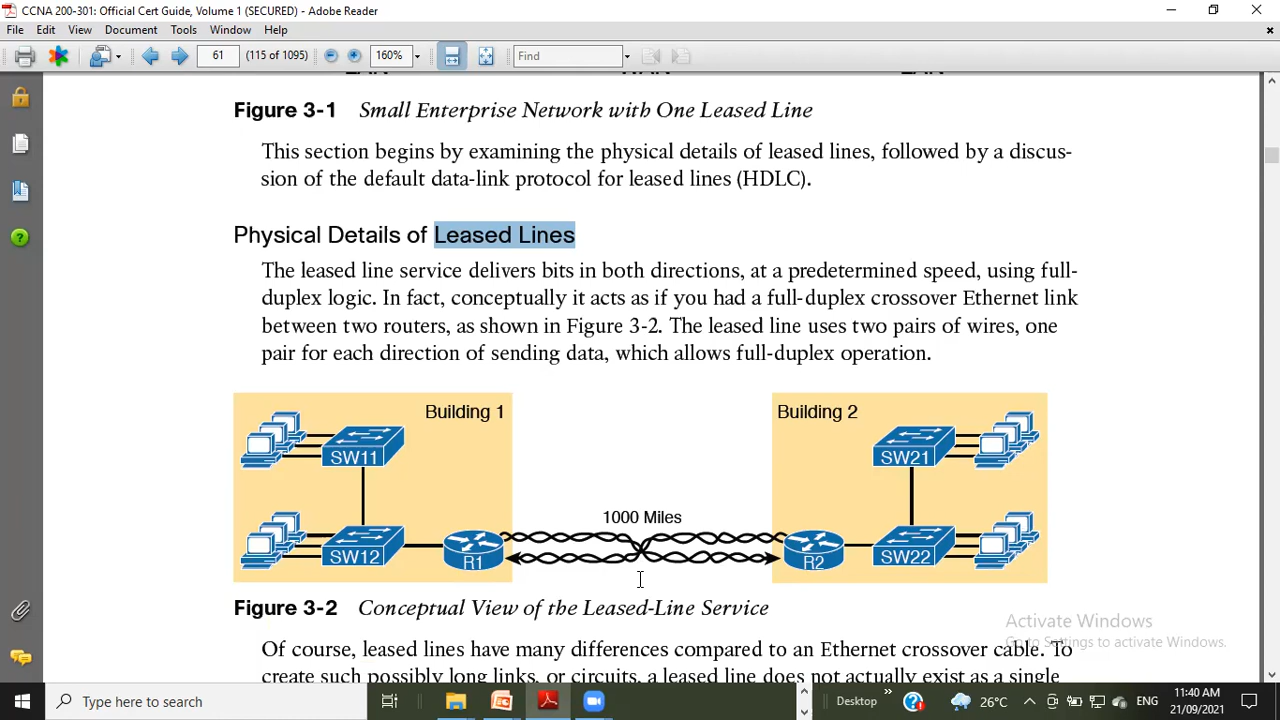 CCNA 200-301: Official Cert Guide, Volume 1 (SECURED) - Adobe Reader
File Edit View Document Tools Window Help
61 (115 of 1095) 160% Find
LAN WAN LAN
Figure 3-1 Small Enterprise Network with One Leased Line
This section begins by examining the physical details of leased lines, followed by a discus-
sion of the default data-link protocol for leased lines (HDLC).
Physical Details of Leased Lines
The leased line service delivers bits in both directions, at a predetermined speed, using full-
duplex logic. In fact, conceptually it acts as if you had a full-duplex crossover Ethernet link
between two routers, as shown in Figure 3-2. The leased line uses two pairs of wires, one
pair for each direction of sending data, which allows full-duplex operation.
Building 1 Building 2
SW11 SW21
1000 Miles
SW12 R1 R2 SW22
Figure 3-2 Conceptual View of the Leased-Line Service
Activate Windows
Go to Settings to activate Windows.
Of course, leased lines have many differences compared to an Ethernet crossover cable. To
create such possibly long links, or circuits, a leased line does not actually exist as a single
Type here to search Desktop » 26°C ENG 11:40 AM
21/09/2021